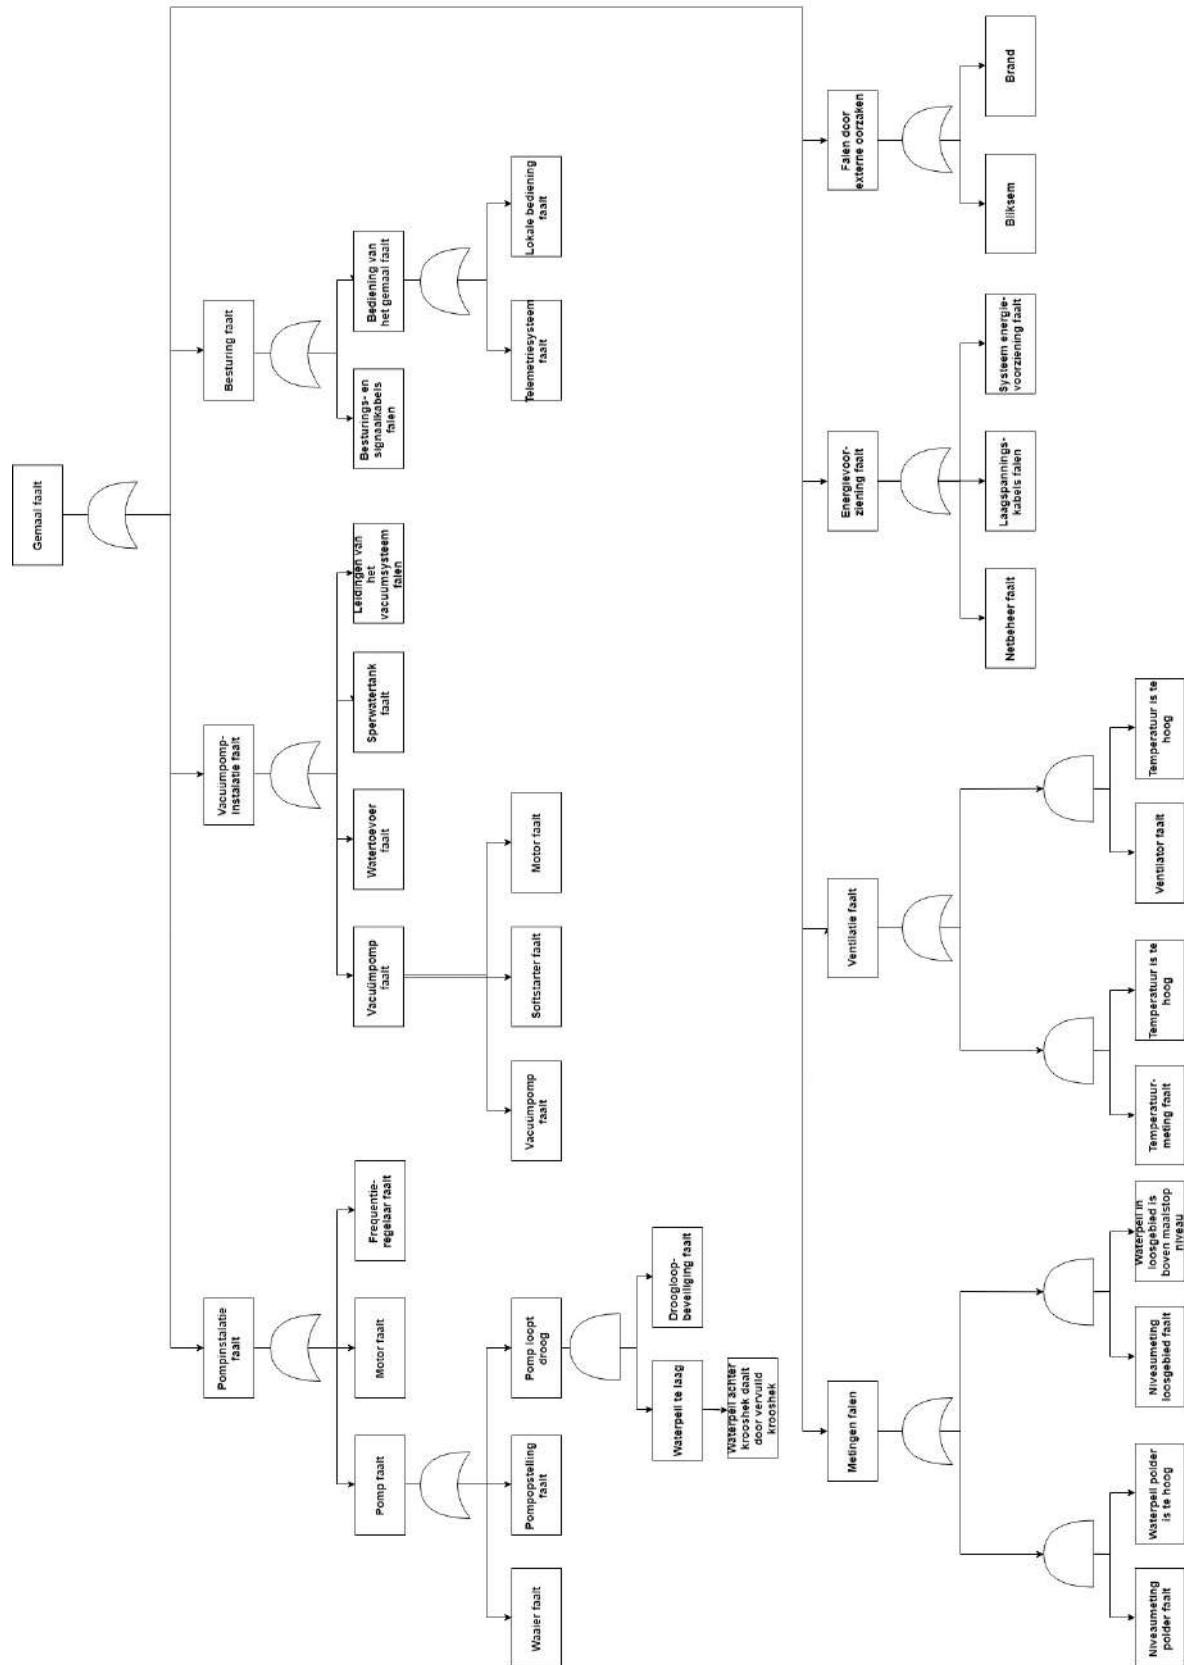 Gemaal faalt
Pompinstalatie
faalt
Vacuümpomp-
instalatie faalt
Besturing faalt
Pomp faalt
Motor faalt
Frequentie-
regelaar faalt
Vacuümpomp
faalt
Watertoevoer
faalt
Sperwatertank
faalt
Leidingen van
het
vacuumsysteem
falen
Besturings- en
signaalkabels
falen
Bediening van
het gemaal faalt
Waaier faalt
Pompopstelling
faalt
Pomp loopt
droog
Vacuümpomp
faalt
Softstarter faalt
Motor faalt
Telemetriesysteem
faalt
Lokale bediening
faalt
Waterpeil te laag
Droogloop-
beveiliging faalt
Waterpeil achter
krooshek daalt
door vervuild
krooshek
Metingen falen
Ventilatie faalt
Energievoor-
ziening faalt
Falen door
externe oorzaken
Netbeheer faalt
Laagspannings-
kabels falen
Systeem energie-
voorziening faalt
Bliksem
Brand
Niveaumeting
polder faalt
Waterpeil polder
is te hoog
Niveaumeting
loosgebied faalt
Waterpeil in
loosgebied is
boven maalstop
niveau
Temperatuur-
meting faalt
Temperatuur is te
hoog
Ventilator faalt
Temperatuur is te
hoog